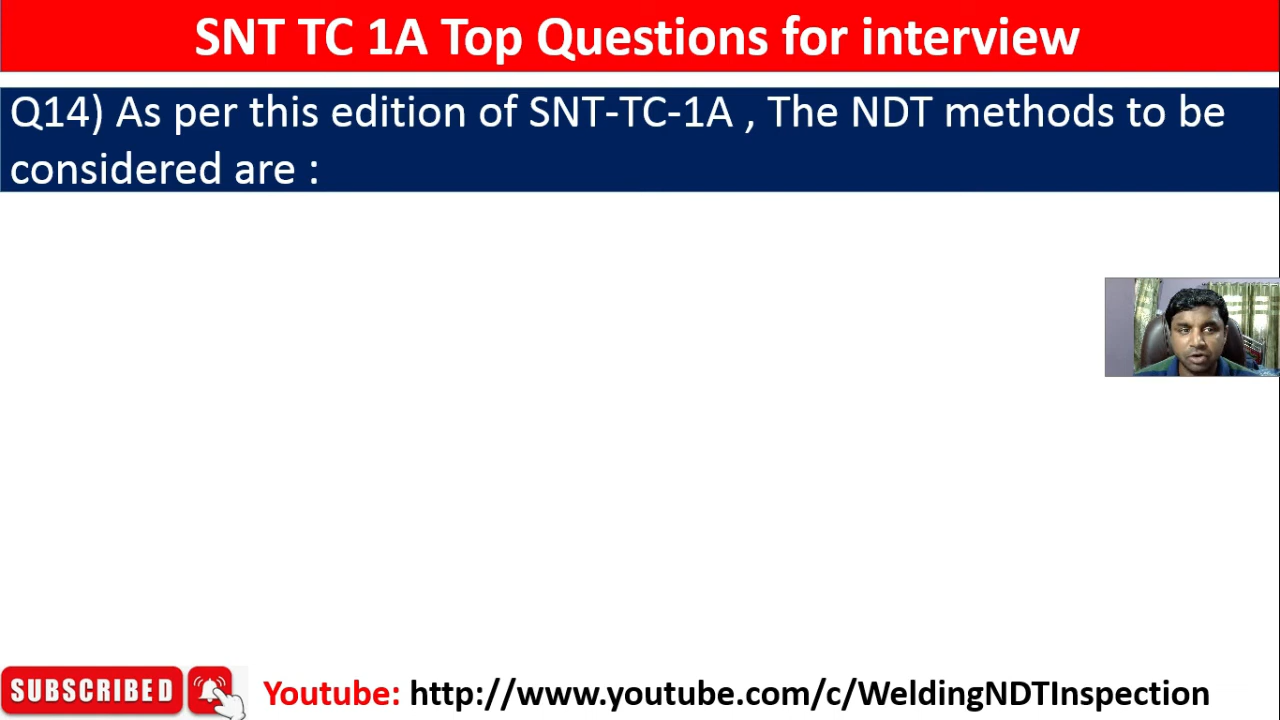 SNT TC 1A Top Questions for interview
Q14) As per this edition of SNT-TC-1A , The NDT methods to be
considered are :
SUBSCRIBED
Youtube: http://www.youtube.com/c/WeldingNDTInspection